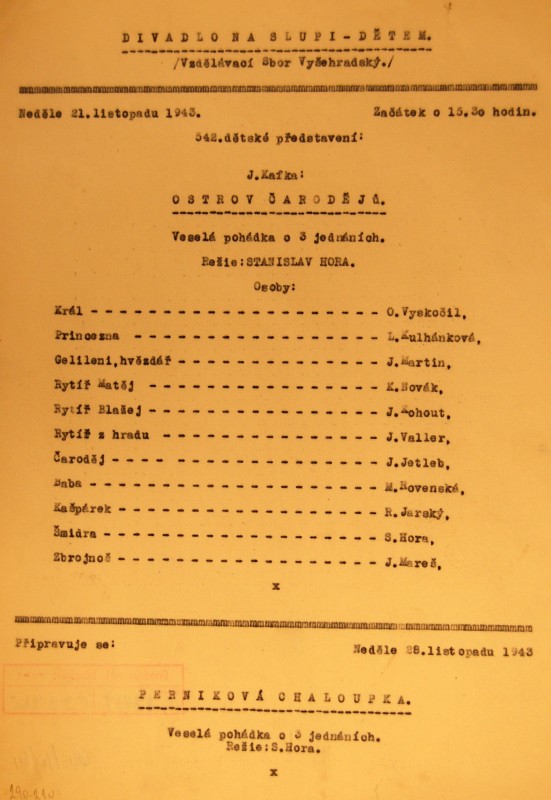 DIVADLO NA SLUPI - DĚTEM.
/Vzdělávací Sbor Vyšehradský./
Neděle 21.listopadu 1943. Začátek o 15.30 hodin.
542.dětské představení:
J.Kafka:
OSTROV ČARODĚJŮ.
Veselá pohádka o 3 jednáních.
Režie:STANISLAV HORA.
Osoby:
Král - - - - - - - - - - - - - - - - - - O.Vyskočil,
Princezna - - - - - - - - - - - - - - - L.Kulhánková,
Gelileni,hvězdář- - - - - - - - - - - - J.Martin,
Rytíř Matěj - - - - - - - - - - - - - - K.Novák,
Rytíř Blažej - - - - - - - - - - - - - - J.Kohout,
Rytíř z hradu - - - - - - - - - - - - - J.Valler,
Čaroděj - - - - - - - - - - - - - - - - J.Jetleb,
Baba - - - - - - - - - - - - - - - - - - M.Rovenská,
Kašpárek - - - - - - - - - - - - - - - - R.Jarský,
Šmidra - - - - - - - - - - - - - - - - - S.Hora,
Zbrojnoš - - - - - - - - - - - - - - - - J.Mareš,
x
Připravuje se: Neděle 28.listopadu 1943
PERNIKOVÁ CHALOUPKA.
Veselá pohádka o 3 jednáních.
Režie:S.Hora.
x